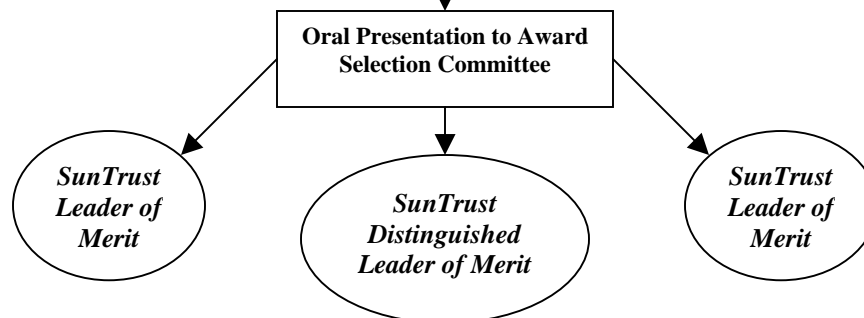 Oral Presentation to Award
Selection Committee
SunTrust
Leader of
Merit
SunTrust
Distinguished
Leader of Merit
SunTrust
Leader of
Merit